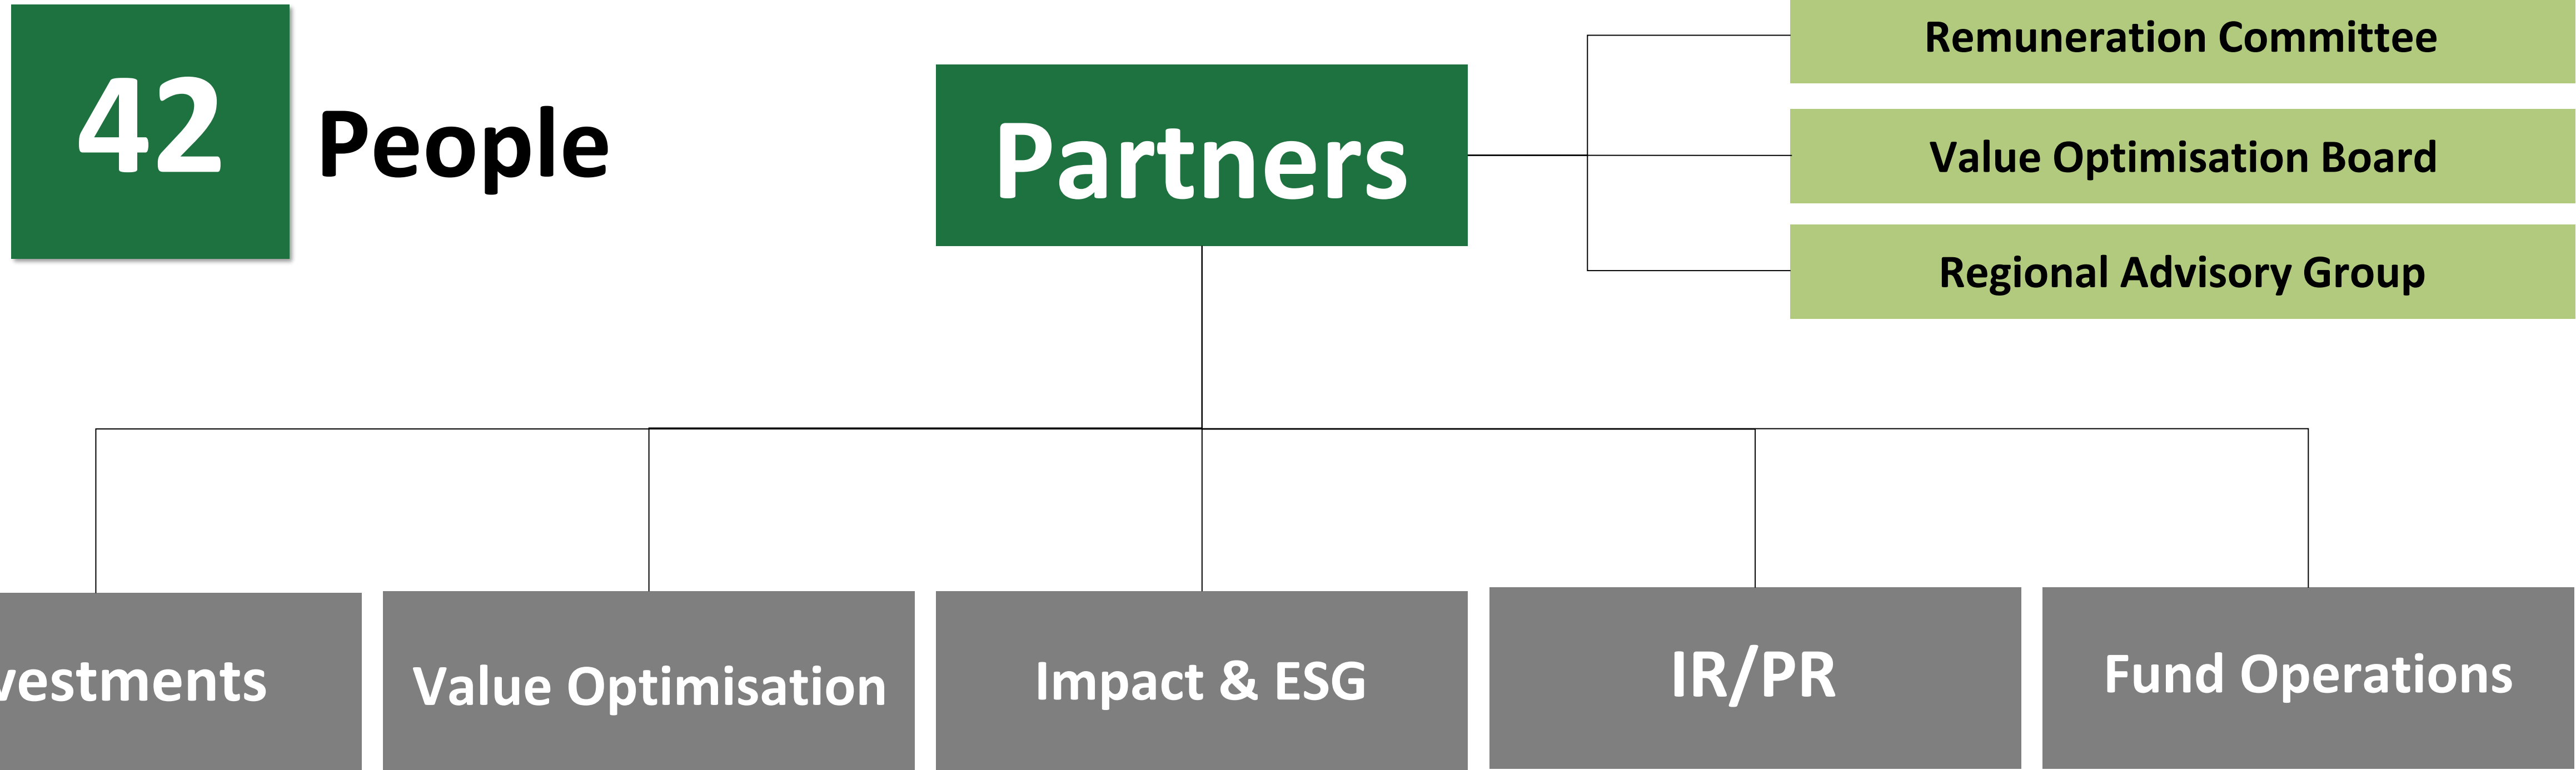 42
People
Partners
Remuneration Committee
Value Optimisation Board
Regional Advisory Group
vestments
Value Optimisation
Impact & ESG
IR/PR
Fund Operations